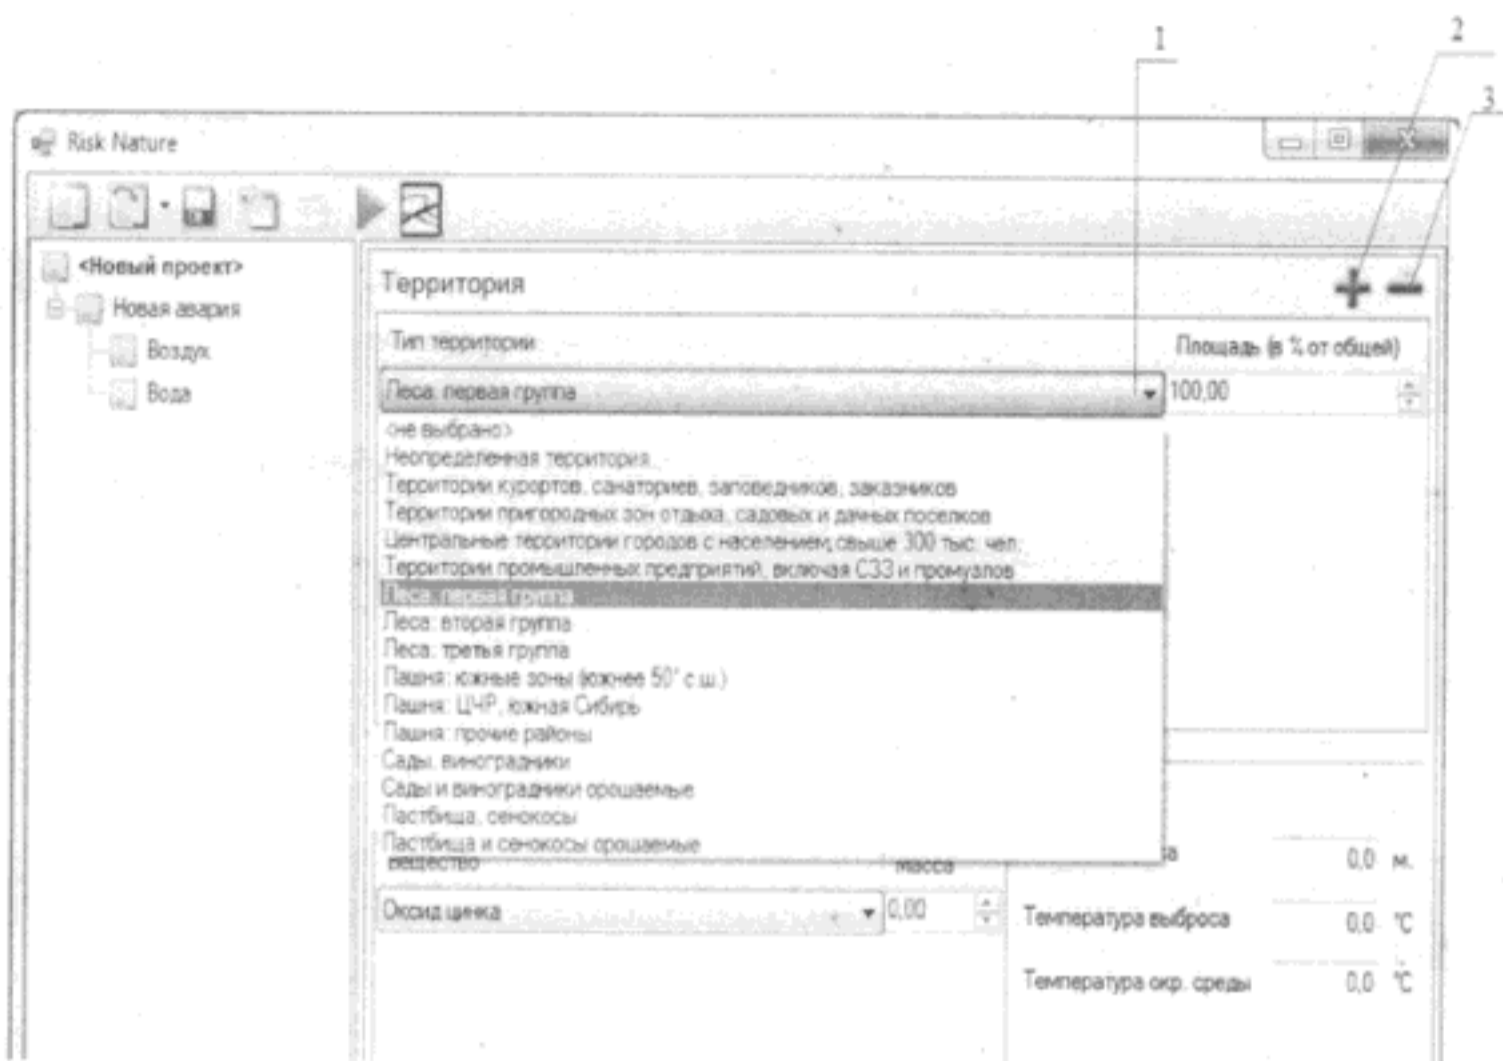 1
2
3
Risk Nature
<Новый проект>
Новая авария
Воздух
Вода
Территория
Тип территории
Площадь (в % от общей)
Леса: первая группа
100,00
<не выбрано>
Неопределенная территория
Территории курортов, санаториев, заповедников, заказников
Территории пригородных зон отдыха, садовых и дачных поселков
Центральные территории городов с населением свыше 300 тыс. чел.
Территории промышленных предприятий, включая СЗЗ и промузлов
Леса: первая группа
Леса: вторая группа
Леса: третья группа
Пашня: южные зоны (южнее 50° с.ш.)
Пашня: ЦЧР, южная Сибирь
Пашня: прочие районы
Сады, виноградники
Сады и виноградники орошаемые
Пастбища, сенокосы
Пастбища и сенокосы орошаемые
Вещество
Масса
0,0 м.
Оксид цинка
0,00
Температура выброса 0,0 °C
Температура окр. среды 0,0 °C